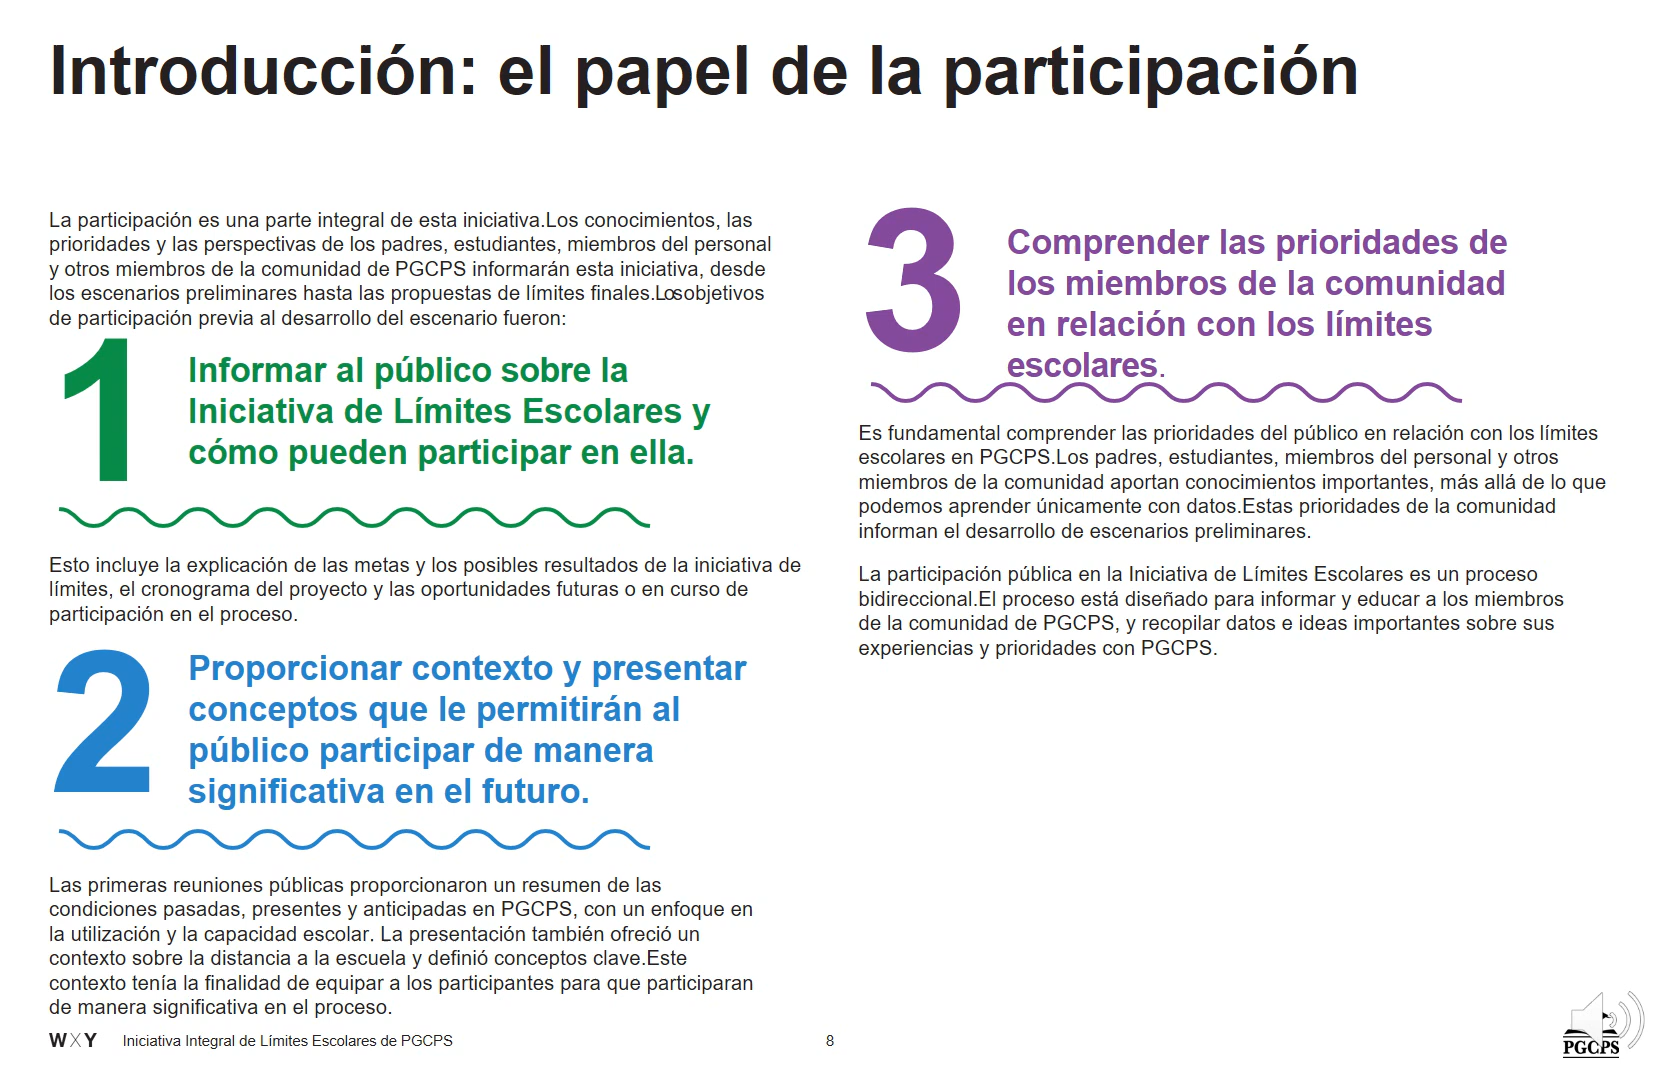 Introducción: el papel de la participación
La participación es una parte integral de esta iniciativa.Los conocimientos, las
prioridades y las perspectivas de los padres, estudiantes, miembros del personal
y otros miembros de la comunidad de PGCPS informarán esta iniciativa, desde
los escenarios preliminares hasta las propuestas de límites finales.Losobjetivos
de participación previa al desarrollo del escenario fueron:
1
Informar al público sobre la
Iniciativa de Límites Escolares y
cómo pueden participar en ella.
Esto incluye la explicación de las metas y los posibles resultados de la iniciativa de
límites, el cronograma del proyecto y las oportunidades futuras o en curso de
participación en el proceso.
2
Proporcionar contexto y presentar
conceptos que le permitirán al
público participar de manera
significativa en el futuro.
Las primeras reuniones públicas proporcionaron un resumen de las
condiciones pasadas, presentes y anticipadas en PGCPS, con un enfoque en
la utilización y la capacidad escolar. La presentación también ofreció un
contexto sobre la distancia a la escuela y definió conceptos clave.Este
contexto tenía la finalidad de equipar a los participantes para que participaran
de manera significativa en el proceso.
3
Comprender las prioridades de
los miembros de la comunidad
en relación con los límites
escolares.
Es fundamental comprender las prioridades del público en relación con los límites
escolares en PGCPS.Los padres, estudiantes, miembros del personal y otros
miembros de la comunidad aportan conocimientos importantes, más allá de lo que
podemos aprender únicamente con datos.Estas prioridades de la comunidad
informan el desarrollo de escenarios preliminares.
La participación pública en la Iniciativa de Límites Escolares es un proceso
bidireccional.El proceso está diseñado para informar y educar a los miembros
de la comunidad de PGCPS, y recopilar datos e ideas importantes sobre sus
experiencias y prioridades con PGCPS.
WXY
Iniciativa Integral de Límites Escolares de PGCPS
8
PGCPS